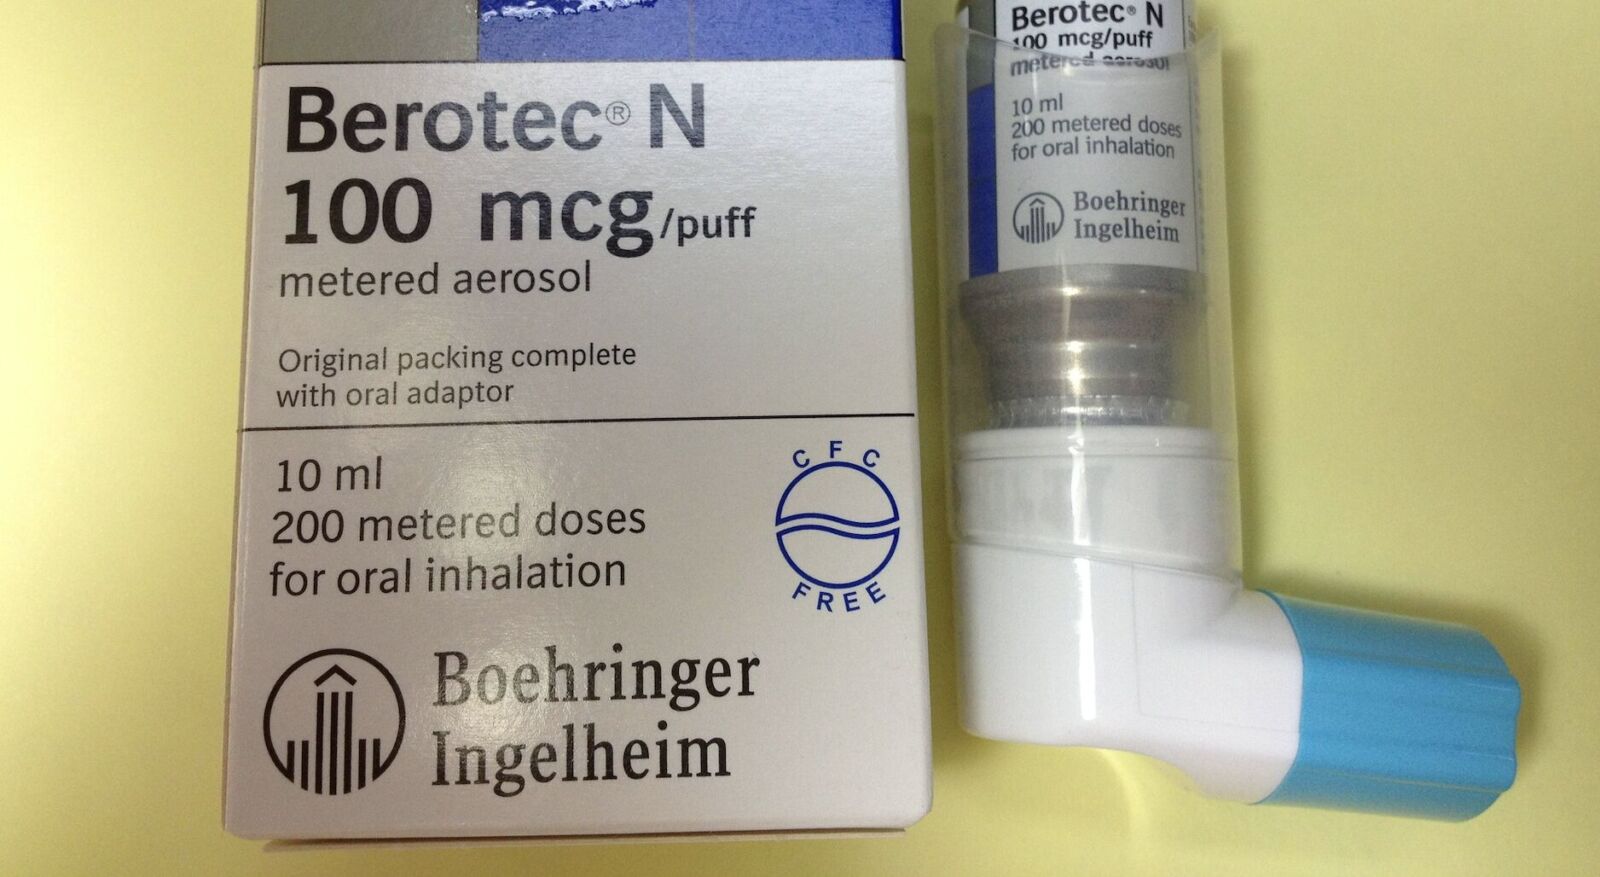 Berotec® N
100 mcg/puff
metered aerosol
Original packing complete
with oral adaptor
10 ml
200 metered doses
for oral inhalation
CFC
FREE
Boehringer
Ingelheim
Berotec® N
100 mcg/puff
metered aerosol
10 ml
200 metered doses
for oral inhalation
Boehringer
Ingelheim